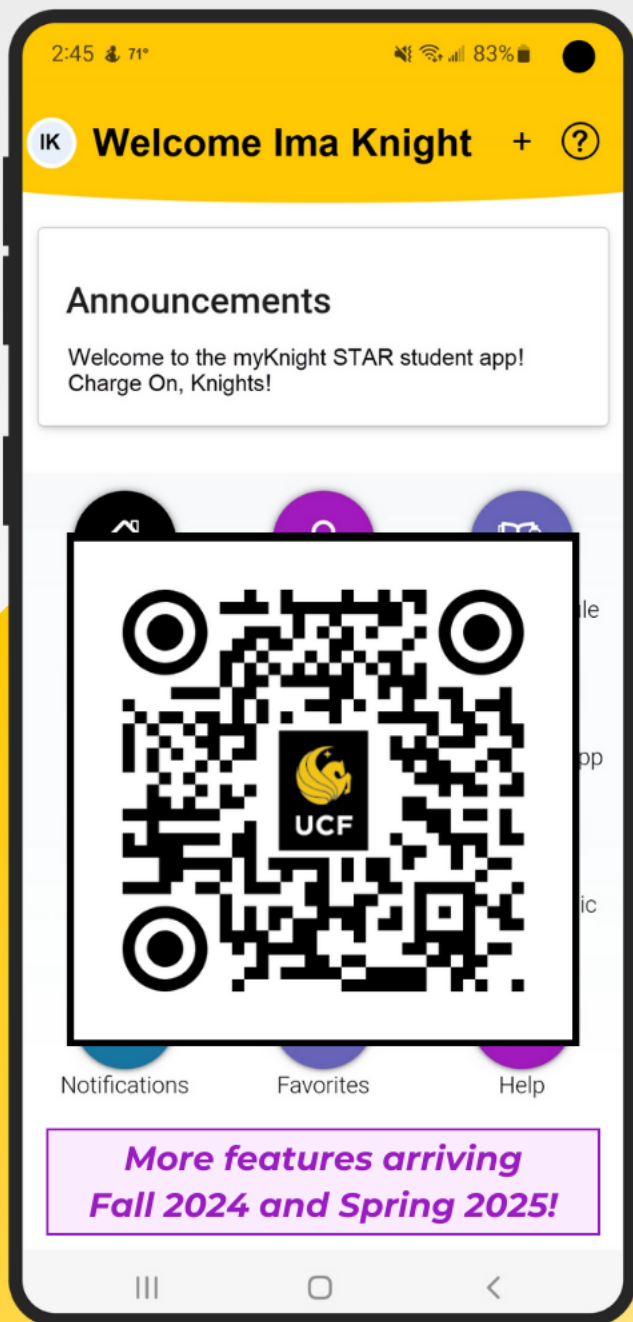 2:45 71° 83%
IK Welcome Ima Knight + ?
Announcements
Welcome to the myKnight STAR student app!
Charge On, Knights!
UCF
Notifications Favorites Help
More features arriving
Fall 2024 and Spring 2025!